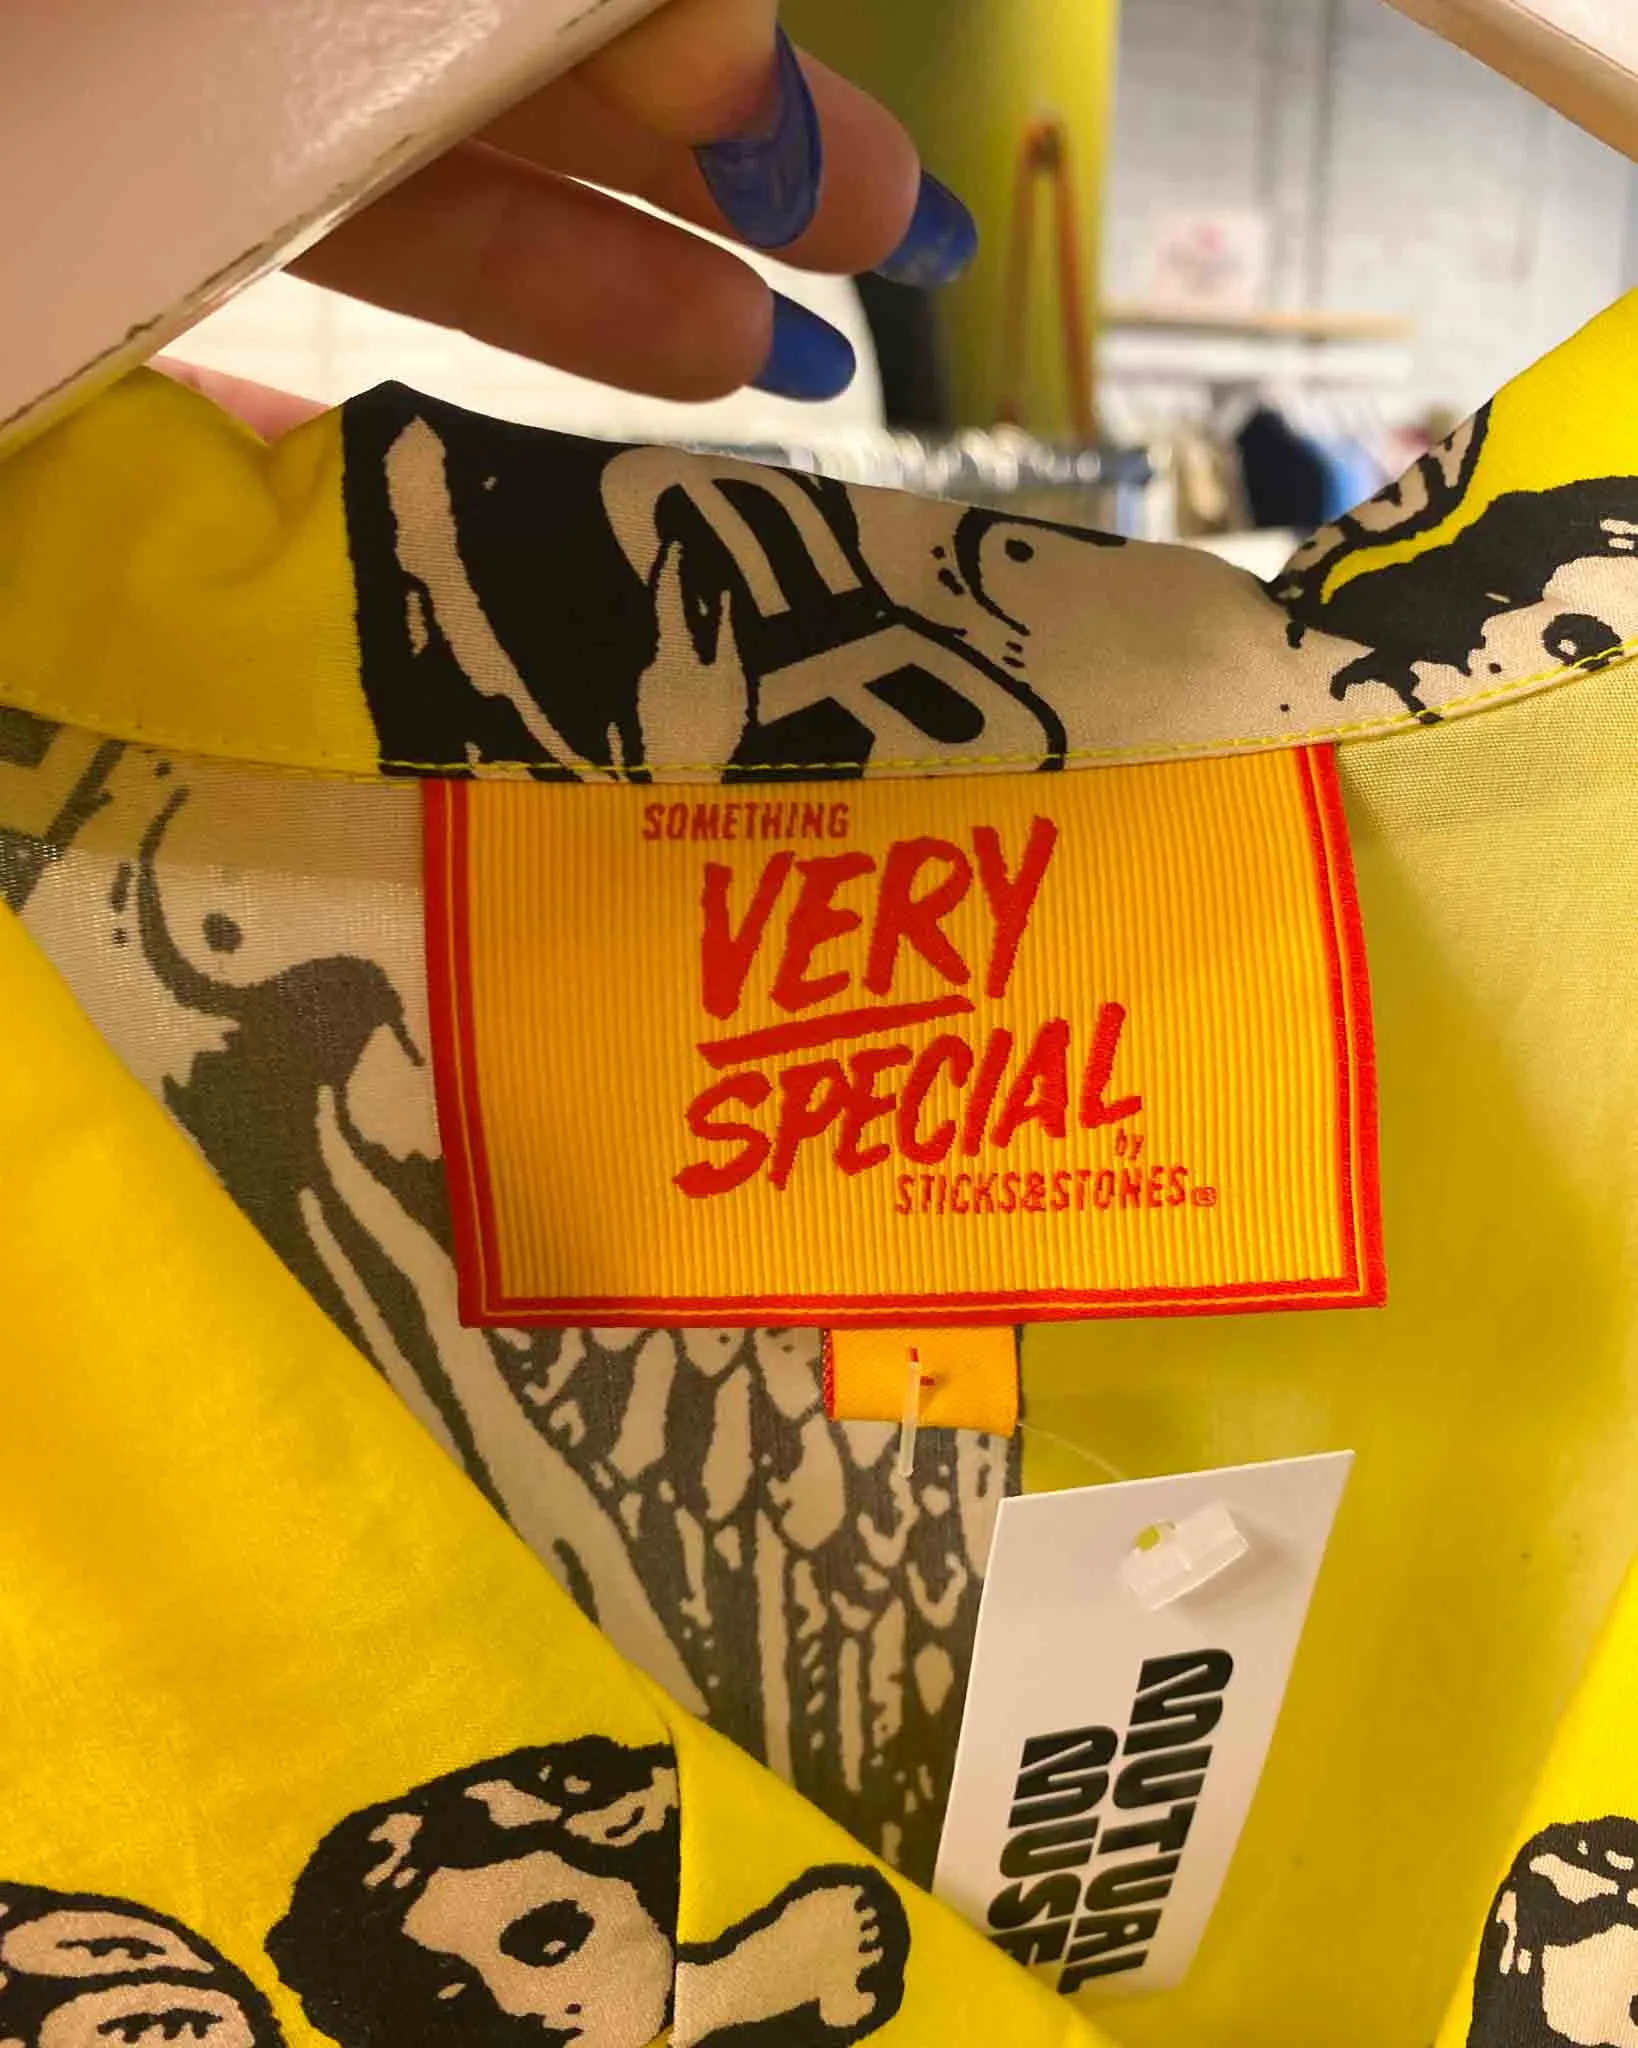 SOMETHING
VERY
SPECIAL
by
STICKS&STONES®
L
MUTUAL
MUSE